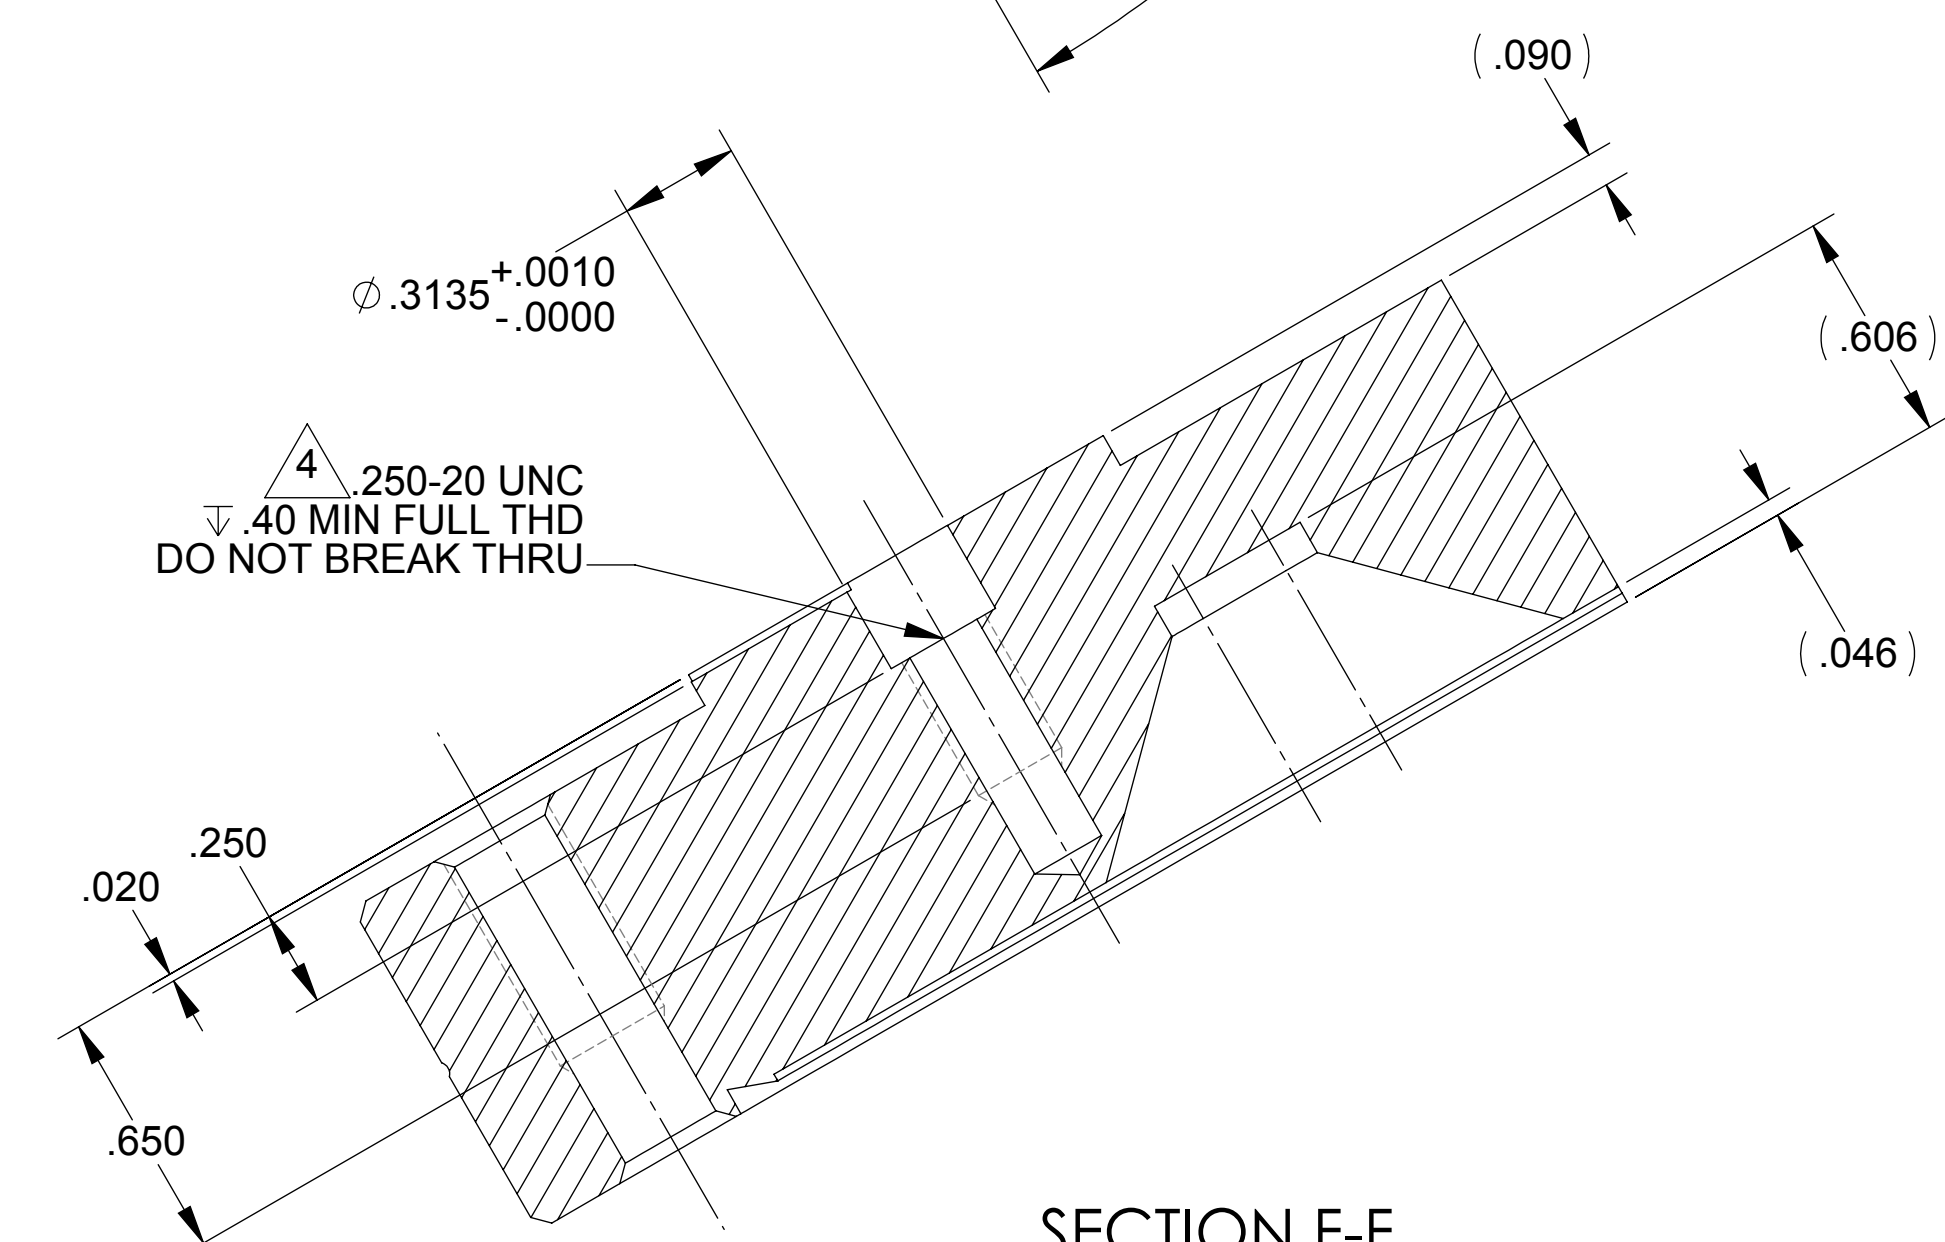 (.090)
⌀.3135 +.0010
-.0000
(.606)
4 .250-20 UNC
↧ .40 MIN FULL THD
DO NOT BREAK THRU
(.046)
.250
.020
.650